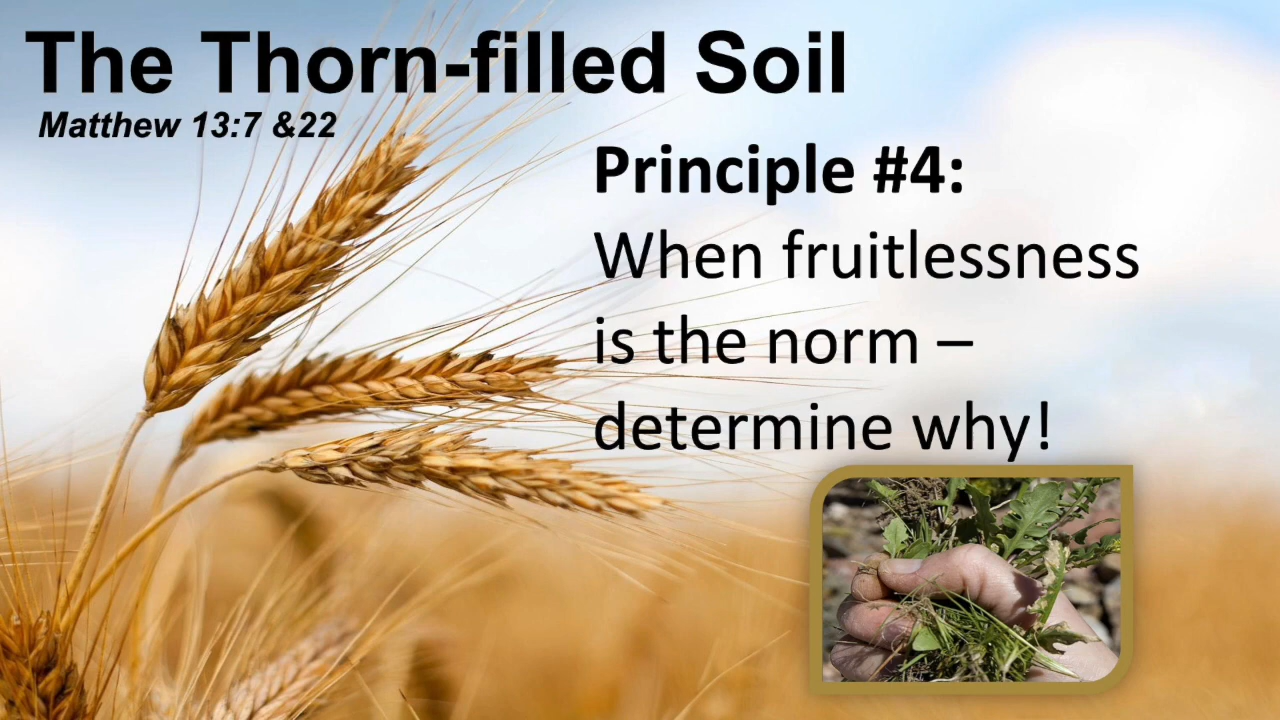 The Thorn-filled Soil
Matthew 13:7 &22
Principle #4:
When fruitlessness
is the norm –
determine why!